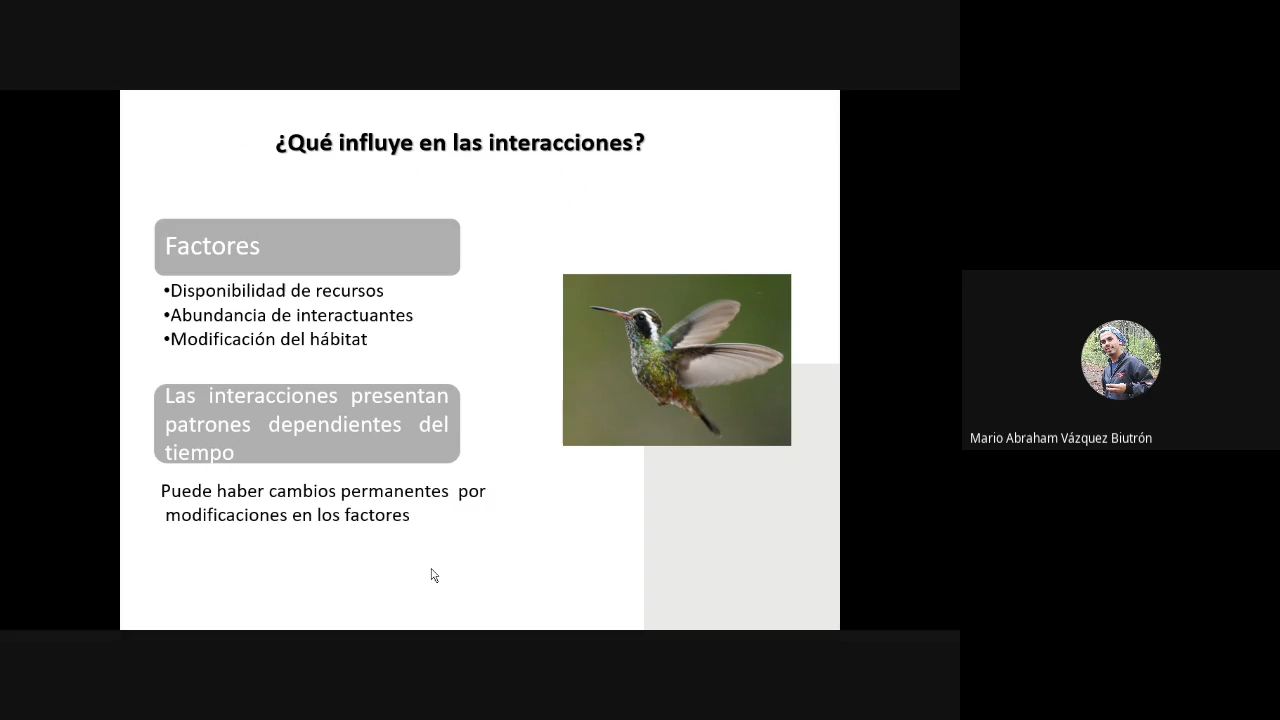 ¿Qué influye en las interacciones?
Factores
•Disponibilidad de recursos
•Abundancia de interactuantes
•Modificación del hábitat
Las interacciones presentan
patrones dependientes del
tiempo
Puede haber cambios permanentes por
modificaciones en los factores
Mario Abraham Vázquez Biutrón